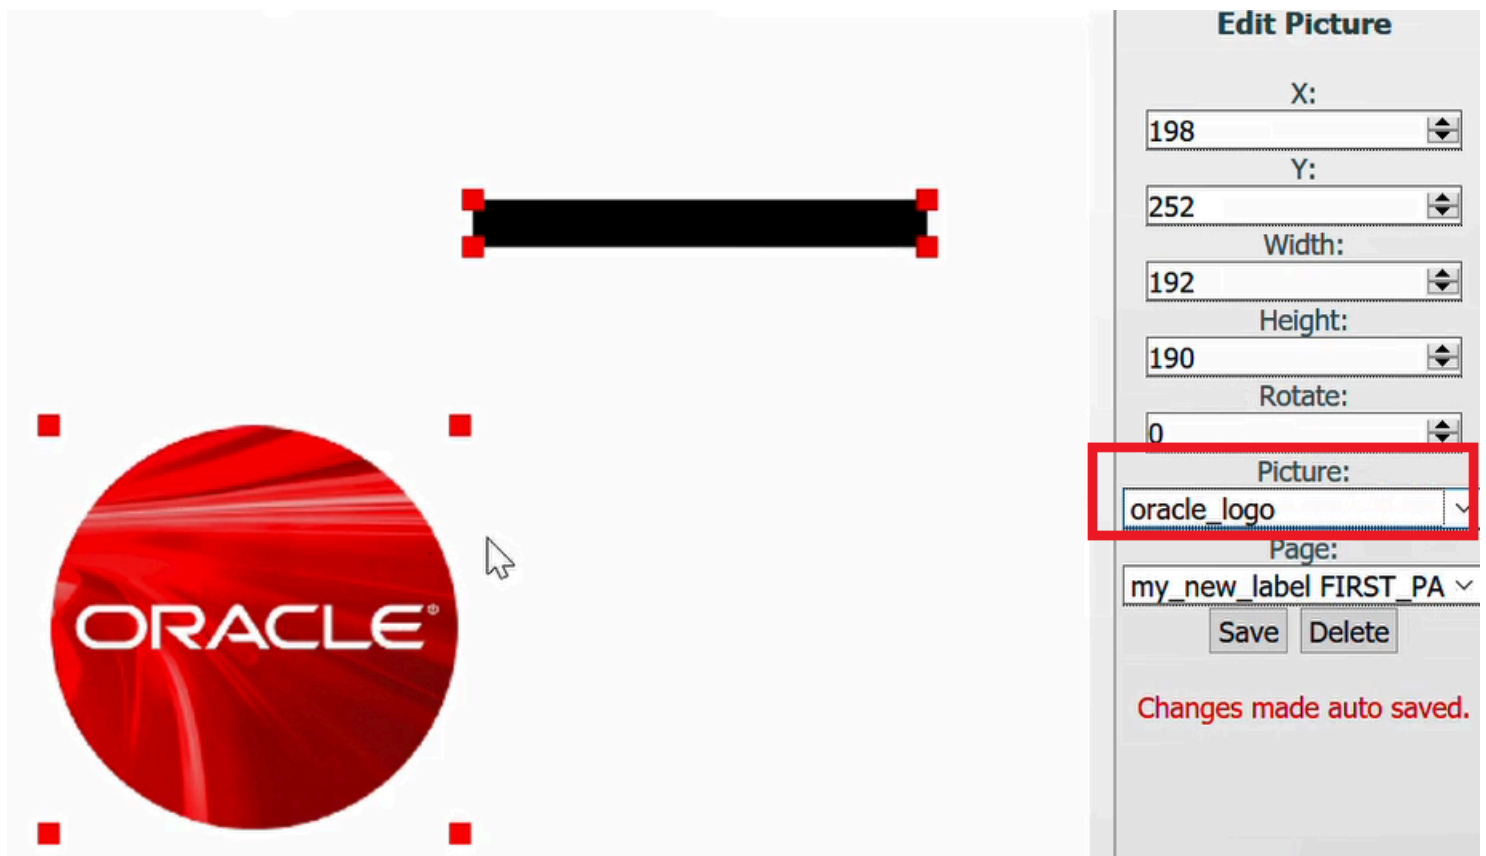 Edit Picture
X:
198
Y:
252
Width:
192
Height:
190
Rotate:
0
Picture:
oracle_logo
Page:
my_new_label FIRST_PA
Save Delete
Changes made auto saved.
ORACLE®